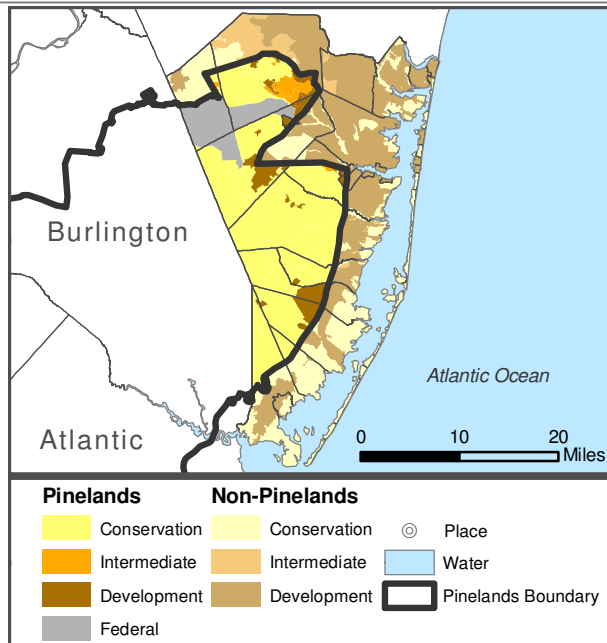 Burlington
Atlantic Ocean
Atlantic
0 10 20
Miles
Pinelands Non-Pinelands
Conservation Conservation Place
Intermediate Intermediate Water
Development Development Pinelands Boundary
Federal